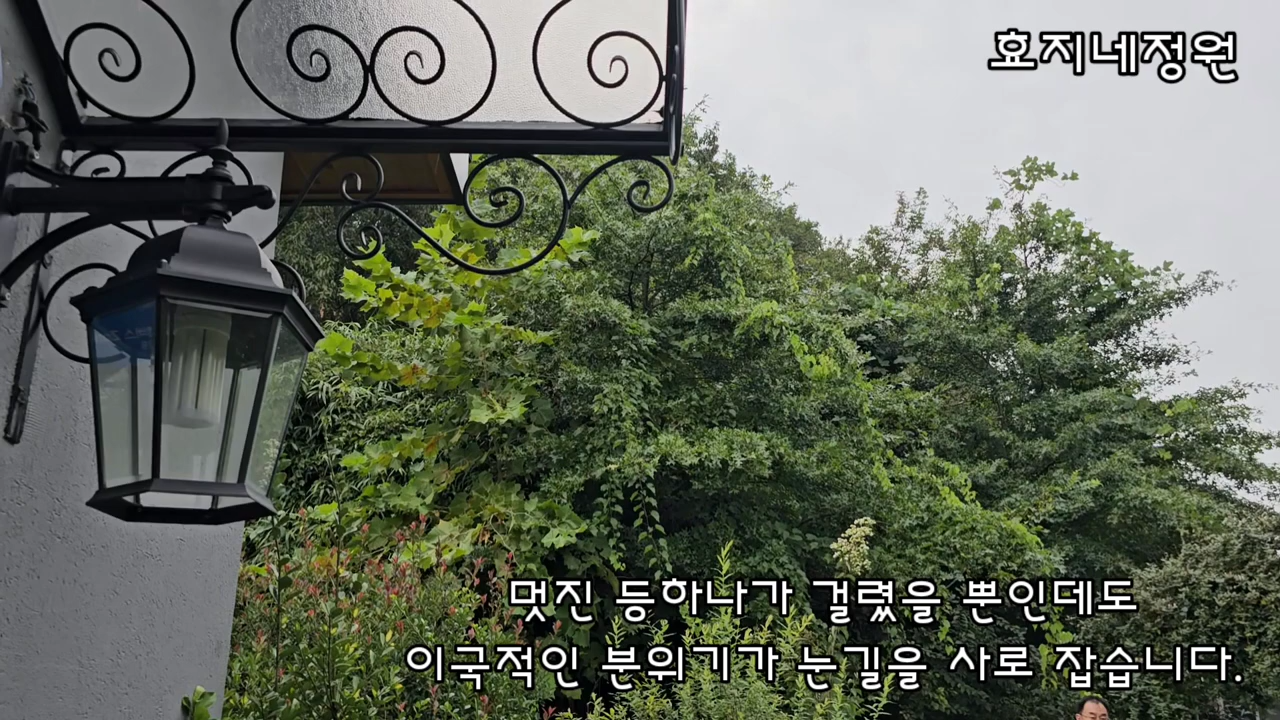 효지네정원
멋진 등하나가 걸렸을 뿐인데도
이국적인 분위기가 눈길을 사로 잡습니다.